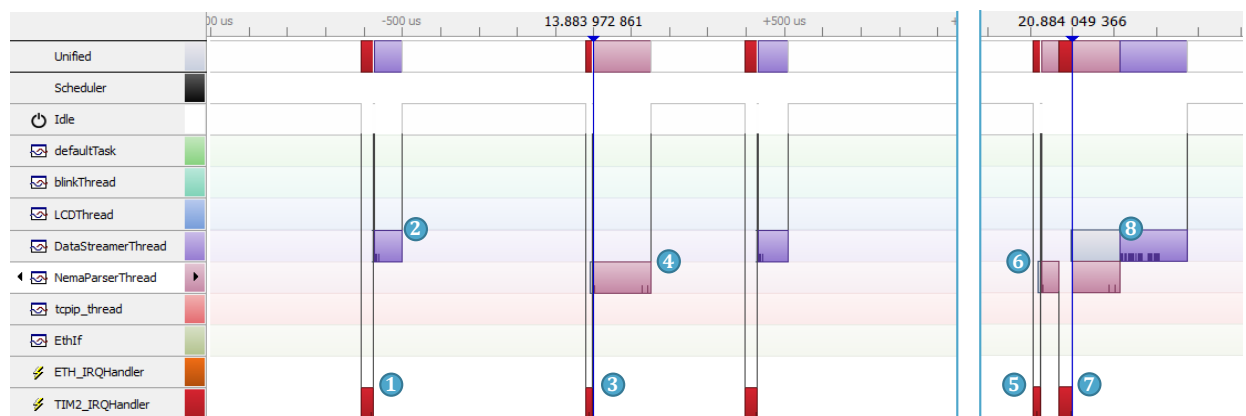 00 us -500 us 13.883 972 861 +500 us + 20.884 049 366
Unified
Scheduler
Idle
defaultTask
blinkThread
LCDThread
2 8
DataStreamerThread
4 6
NemaParserThread
tcpip_thread
EthIf
ETH_IRQHandler
1 3 5 7
TIM2_IRQHandler